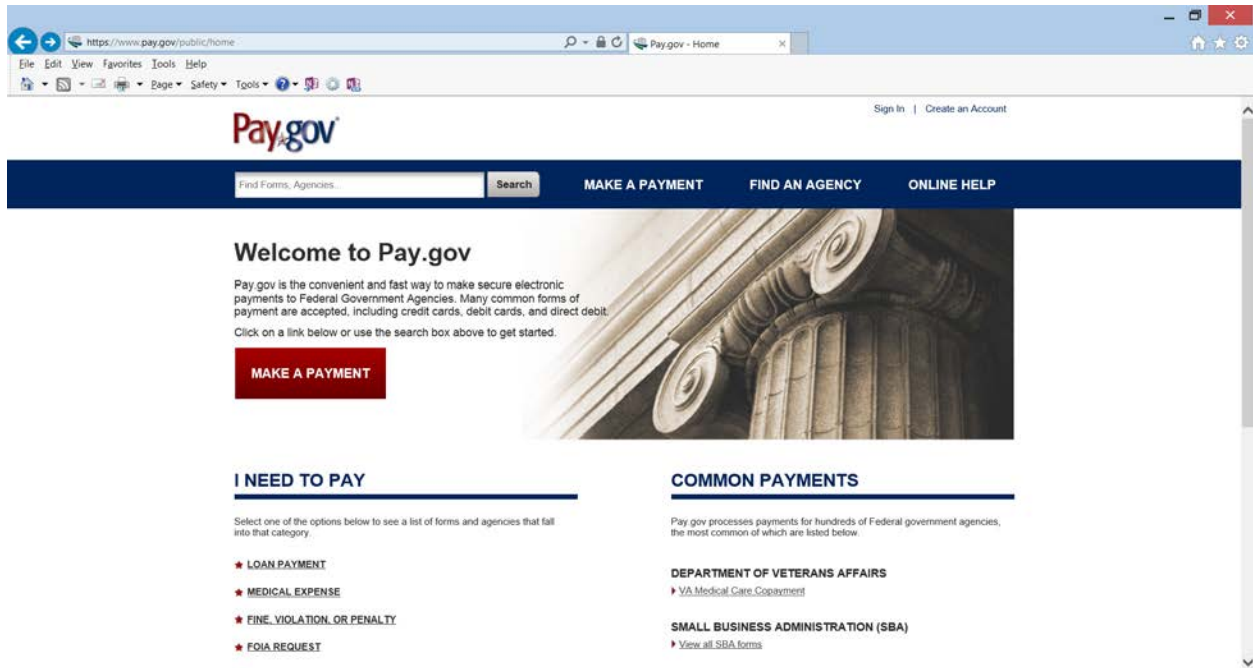 https://www.pay.gov/public/home
Pay.gov - Home
File Edit View Favorites Tools Help
Page Safety Tools
Sign In | Create an Account
Pay.gov
Find Forms, Agencies...
Search
MAKE A PAYMENT
FIND AN AGENCY
ONLINE HELP
Welcome to Pay.gov
Pay.gov is the convenient and fast way to make secure electronic
payments to Federal Government Agencies. Many common forms of
payment are accepted, including credit cards, debit cards, and direct debit.
Click on a link below or use the search box above to get started.
MAKE A PAYMENT
I NEED TO PAY
Select one of the options below to see a list of forms and agencies that fall
into that category.
LOAN PAYMENT
MEDICAL EXPENSE
FINE, VIOLATION, OR PENALTY
FOIA REQUEST
COMMON PAYMENTS
Pay.gov processes payments for hundreds of Federal government agencies,
the most common of which are listed below.
DEPARTMENT OF VETERANS AFFAIRS
VA Medical Care Copayment
SMALL BUSINESS ADMINISTRATION (SBA)
View all SBA forms